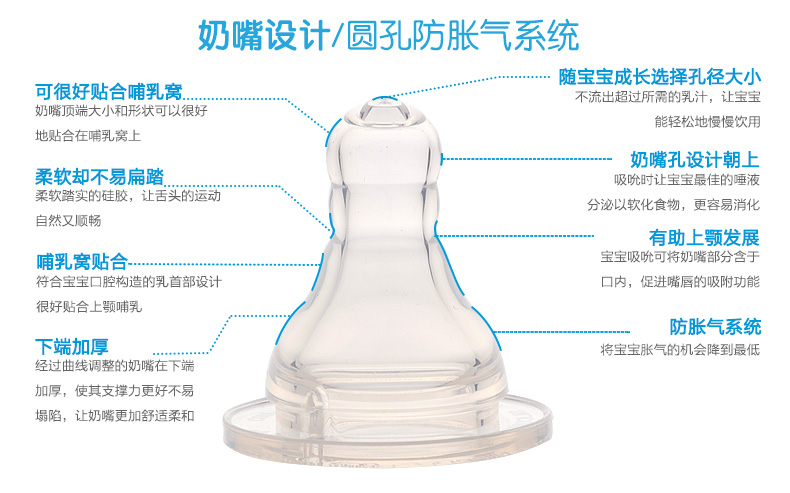 奶嘴设计/圆孔防胀气系统
可很好贴合哺乳窝
奶嘴顶端大小和形状可以很好
地贴合在哺乳窝上
柔软却不易扁踏
柔软踏实的硅胶，让舌头的运动
自然又顺畅
哺乳窝贴合
符合宝宝口腔构造的乳首部设计
很好贴合上颚哺乳
下端加厚
经过曲线调整的奶嘴在下端
加厚，使其支撑力更好不易
塌陷，让奶嘴更加舒适柔和
随宝宝成长选择孔径大小
不流出超过所需的乳汁，让宝宝
能轻松地慢慢饮用
奶嘴孔设计朝上
吸吮时让宝宝最佳的唾液
分泌以软化食物，更容易消化
有助上颚发展
宝宝吸吮可将奶嘴部分含于
口内，促进嘴唇的吸附功能
防胀气系统
将宝宝胀气的机会降到最低